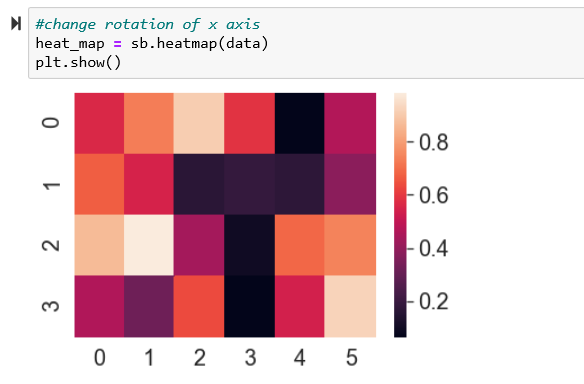 #change rotation of x axis
heat_map = sb.heatmap(data)
plt.show()
0
1
2
3
0 1 2 3 4 5
0.8
0.6
0.4
0.2